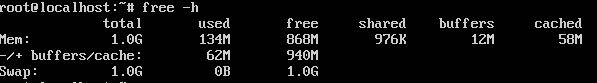 root@localhost:~# free -h
total used free shared buffers cached
Mem: 1.0G 134M 868M 976K 12M 58M
-/+ buffers/cache: 62M 940M
Swap: 1.0G 0B 1.0G